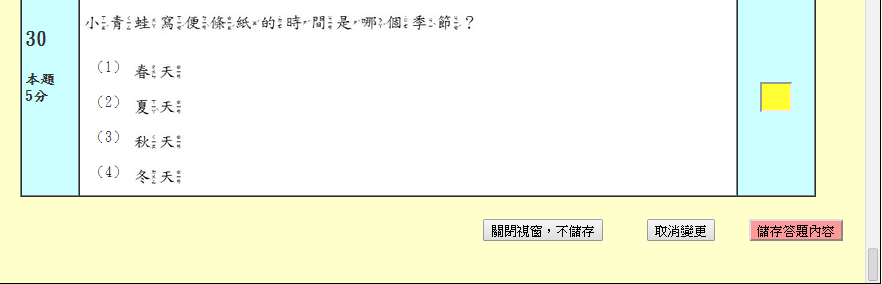 30
本題
5分
小青蛙寫便條紙的時間是哪個季節？
(1) 春天
(2) 夏天
(3) 秋天
(4) 冬天
關閉視窗，不儲存 取消變更 儲存答題內容